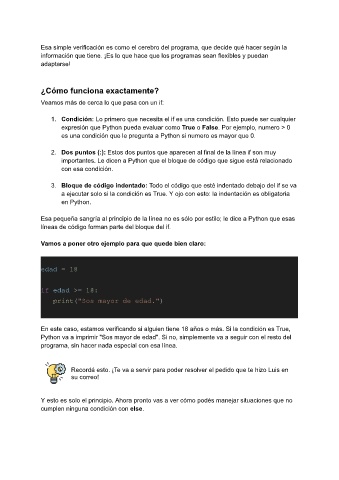 Esa simple verificación es como el cerebro del programa, que decide qué hacer según la
información que tiene. ¡Es lo que hace que los programas sean flexibles y puedan
adaptarse!
¿Cómo funciona exactamente?
Veamos más de cerca lo que pasa con un if.
1. Condición: Lo primero que necesita el if es una condición. Esto puede ser cualquier
expresión que Python pueda evaluar como True o False. Por ejemplo, numero > 0
es una condición que le pregunta a Python si numero es mayor que 0.
2. Dos puntos (:): Estos dos puntos que aparecen al final de la línea if son muy
importantes. Le dicen a Python que el bloque de código que sigue está relacionado
con esa condición.
3. Bloque de código indentado: Todo el código que esté indentado debajo del if se va
a ejecutar solo si la condición es True. Y ojo con esto: la indentación es obligatoria
en Python.
Esa pequeña sangría al principio de la línea no es sólo por estilo; le dice a Python que esas
líneas de código forman parte del bloque del if.
Vamos a poner otro ejemplo para que quede bien claro:
edad = 18
if edad >= 18:
print("Sos mayor de edad.")
En este caso, estamos verificando si alguien tiene 18 años o más. Si la condición es True,
Python va a imprimir "Sos mayor de edad". Si no, simplemente va a seguir con el resto del
programa, sin hacer nada especial con esa línea.
Recordá esto. ¡Te va a servir para poder resolver el pedido que te hizo Luis en
su correo!
Y esto es solo el principio. Ahora pronto vas a ver cómo podés manejar situaciones que no
cumplen ninguna condición con else.